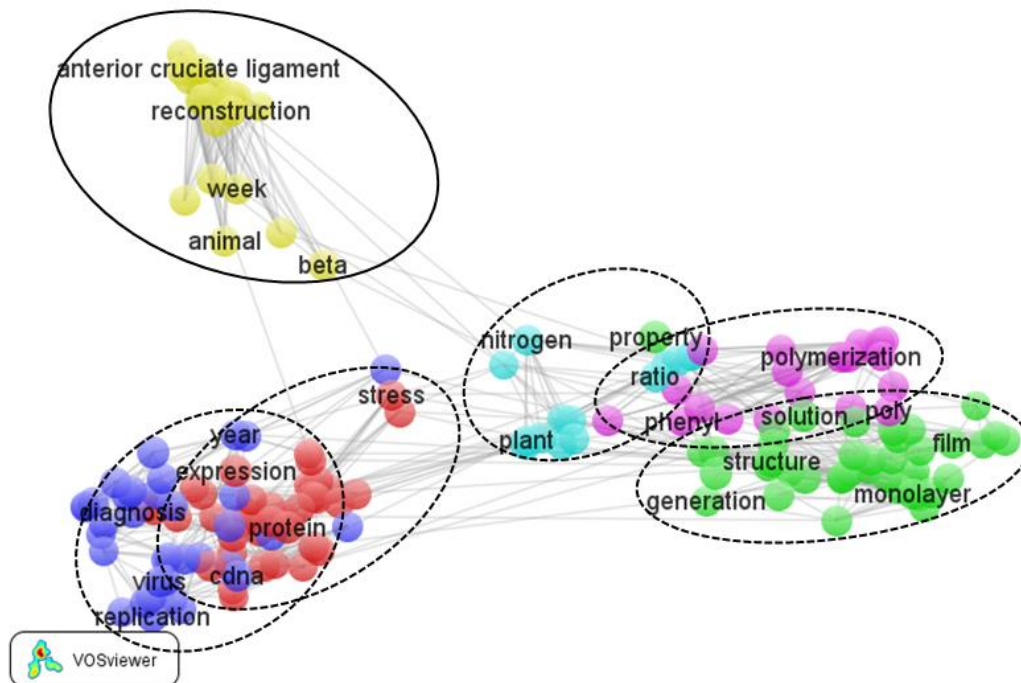 anterior cruciate ligament
reconstruction
week
animal
beta
nitrogen
property
polymerization
ratio
stress
phenyl
solution
poly
year
plant
film
expression
structure
generation
monolayer
diagnosis
protein
virus
cdna
replication
VOSviewer